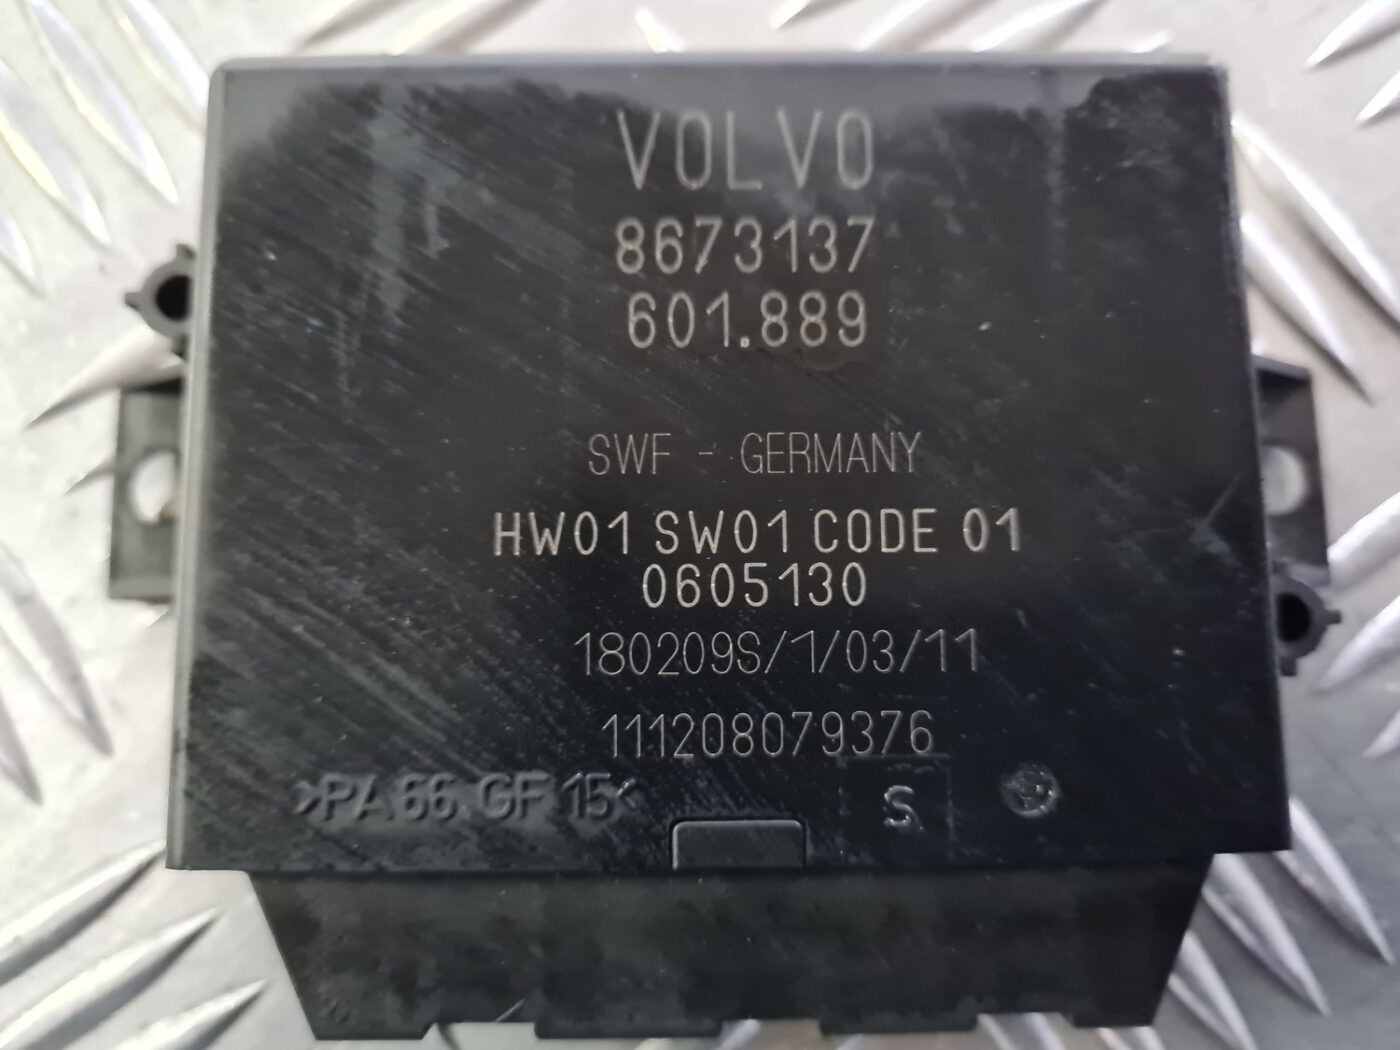 VOLVO
8673137
601.889
SWF - GERMANY
HW01 SW01 CODE 01
0605130
180209S/1/03/11
111208079376
>PA 66 GF 15<
S